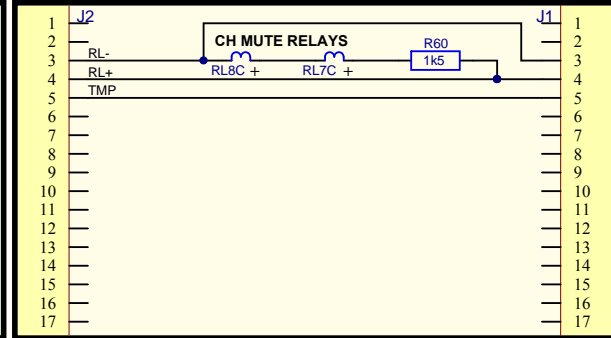 J2 J1
1 1
2 CH MUTE RELAYS R60 2
3 RL- 1k5 3
4 RL+ RL8C + RL7C + 4
5 TMP 5
6 6
7 7
8 8
9 9
10 10
11 11
12 12
13 13
14 14
15 15
16 16
17 17